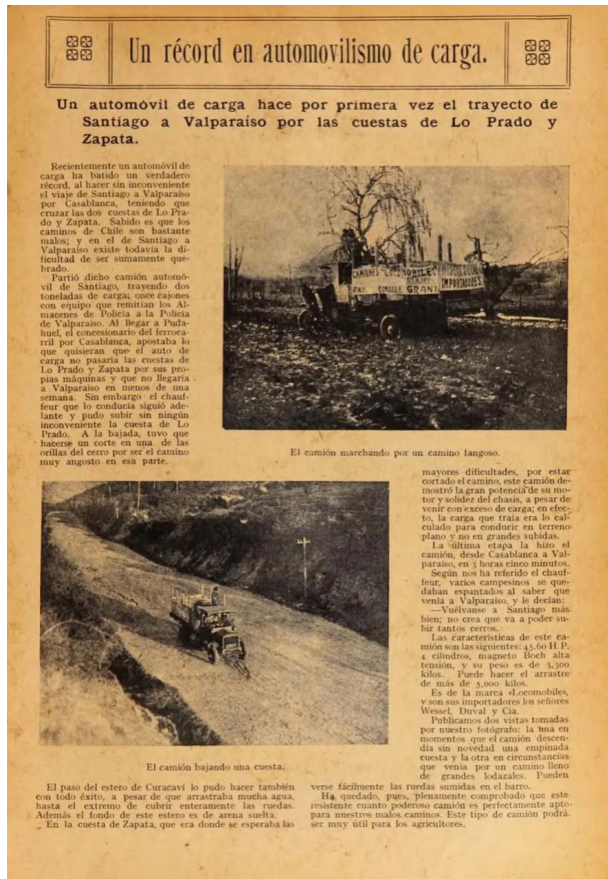 Un récord en automovilismo de carga.
Un automóvil de carga hace por primera vez el trayecto de
Santiago a Valparaíso por las cuestas de Lo Prado y
Zapata.
Recientemente un automóvil de
carga ha batido un verdadero
récord, al hacer sin inconveniente
el viaje de Santiago a Valparaíso
por Casablanca, teniendo que
cruzar las dos cuestas de Lo Pra-
do y Zapata. Sabido es que los
caminos de Chile son bastante
malos; y en el de Santiago a
Valparaíso existe todavía la di-
ficultad de ser sumamente que-
brado.
Partió dicho camión automó-
vil de Santiago, trayendo dos
toneladas de carga; once cajones
con equipo que remitían los Al-
macenes de Policía a la Policía
de Valparaíso. Al llegar a Puda-
huel, el concesionario del ferroca-
rril por Casablanca, apostaba lo
que quisieran que el auto de
carga no pasaría las cuestas de
Lo Prado y Zapata por sus pro-
pias máquinas y que no llegaría
a Valparaíso en menos de una
semana. Sin embargo el chauf-
feur que lo conducía siguió ade-
lante y pudo subir sin ningún
inconveniente la cuesta de Lo
Prado. A la bajada, tuvo que
hacerse un corte en una de las
orillas del cerro por ser el camino
muy angosto en esa parte.
CAMIONES LOCOMOBILES
IMPORTADORES
GRANT
El camión marchando por un camino fangoso.
El camión bajando una cuesta.
El paso del estero de Curacaví lo pudo hacer también
con todo éxito, a pesar de que arrastraba mucha agua,
hasta el extremo de cubrir enteramente las ruedas.
Además el fondo de este estero es de arena suelta.
En la cuesta de Zapata, que era donde se esperaba las
mayores dificultades, por estar
cortado el camino, este camión de-
mostró la gran potencia de su mo-
tor y solidez del chasis, a pesar de
venir con exceso de carga; en efec-
to, la carga que traía era lo cal-
culado para conducir en terreno
plano y no en grandes subidas.
La última etapa la hizo el
camión, desde Casablanca a Val-
paraíso, en 3 horas cinco minutos.
Según nos ha referido el chauf-
feur, varios campesinos se que-
daban espantados al saber que
venía a Valparaíso, y le decían:
—Vuélvanse a Santiago más
bien; no crea que va a poder su-
bir tantos cerros.
Las características de este ca-
mión son las siguientes: 45.60 H. P.
4 cilindros, magneto Boch alta
tensión, y su peso es de 3,300
kilos. Puede hacer el arrastre
de más de 5,000 kilos.
Es de la marca «Locomobile»,
y son sus importadores los señores
Wessel, Duval y Cía.
Publicamos dos vistas tomadas
por nuestro fotógrafo: la una en
momentos que el camión descen-
día sin novedad una empinada
cuesta y la otra en circunstancias
que venía por un camino lleno
de grandes lodazales. Pueden
verse fácilmente las ruedas sumidas en el barro.
Ha quedado, pues, plenamente comprobado que este
resistente cuanto poderoso camión es perfectamente apto
para nuestros malos caminos. Este tipo de camión podrá
ser muy útil para los agricultores.